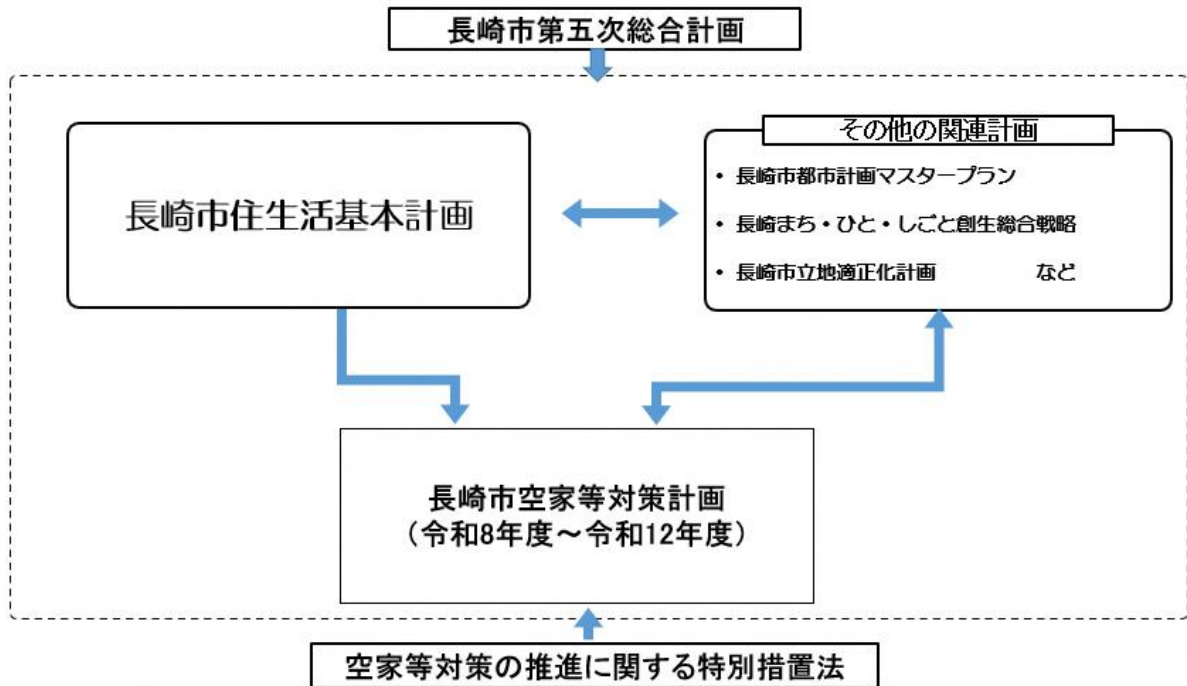 長崎市第五次総合計画
長崎市住生活基本計画
その他の関連計画
• 長崎市都市計画マスタープラン
• 長崎まち・ひと・しごと創生総合戦略
• 長崎市立地適正化計画 など
長崎市空家等対策計画
（令和8年度～令和12年度）
空家等対策の推進に関する特別措置法